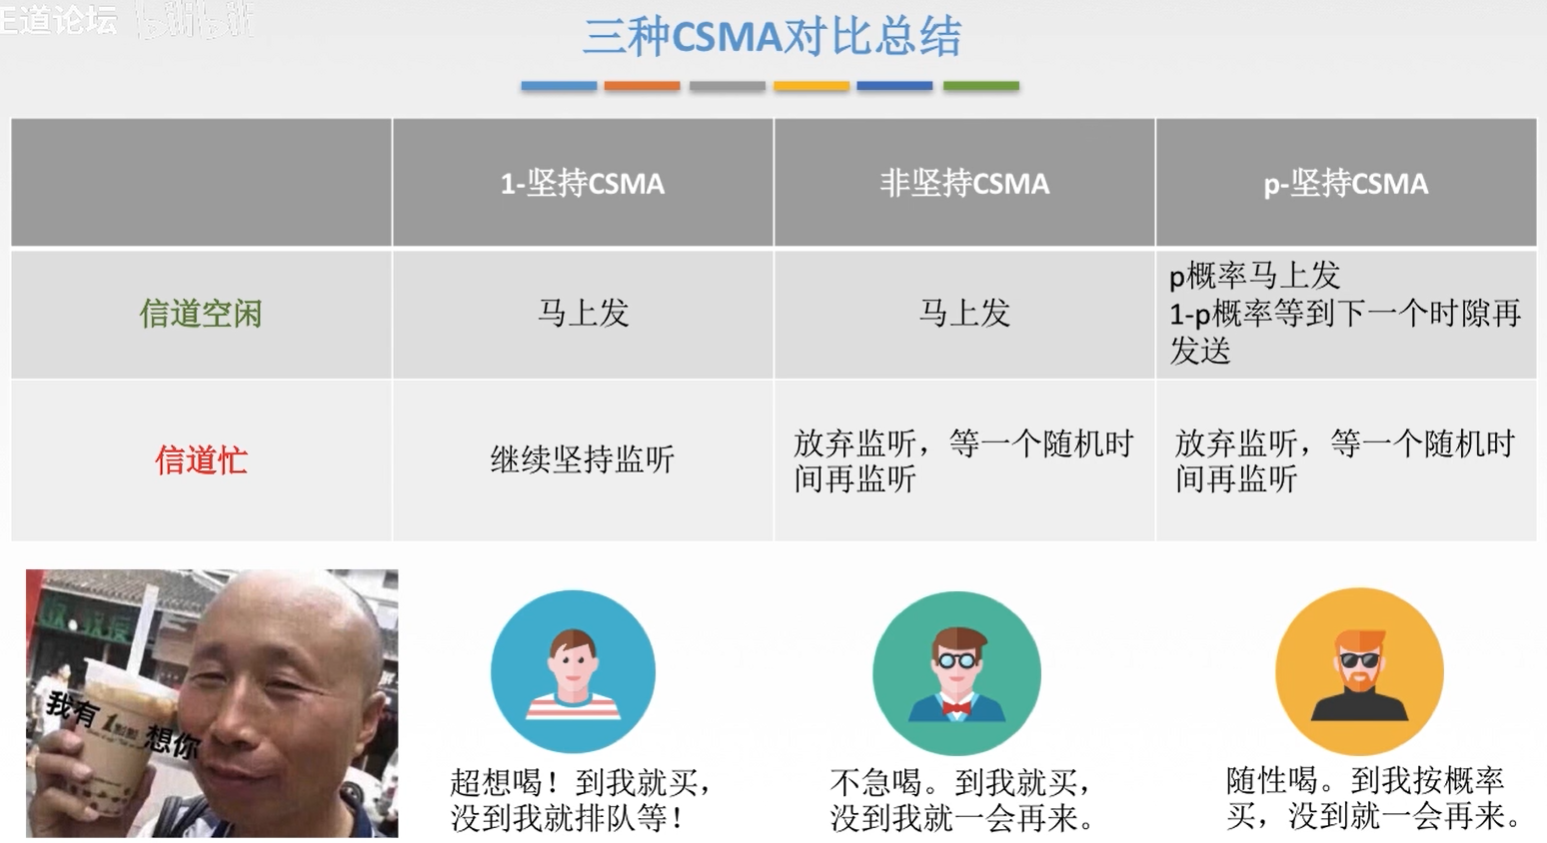 E道论坛 bilibili
三种CSMA对比总结
1-坚持CSMA
非坚持CSMA
p-坚持CSMA
信道空闲
马上发
马上发
p概率马上发
1-p概率等到下一个时隙再
发送
信道忙
继续坚持监听
放弃监听，等一个随机时
间再监听
放弃监听，等一个随机时
间再监听
我有
想你
超想喝！到我就买，
没到我就排队等！
不急喝。到我就买，
没到我就一会再来。
随性喝。到我按概率
买，没到就一会再来。